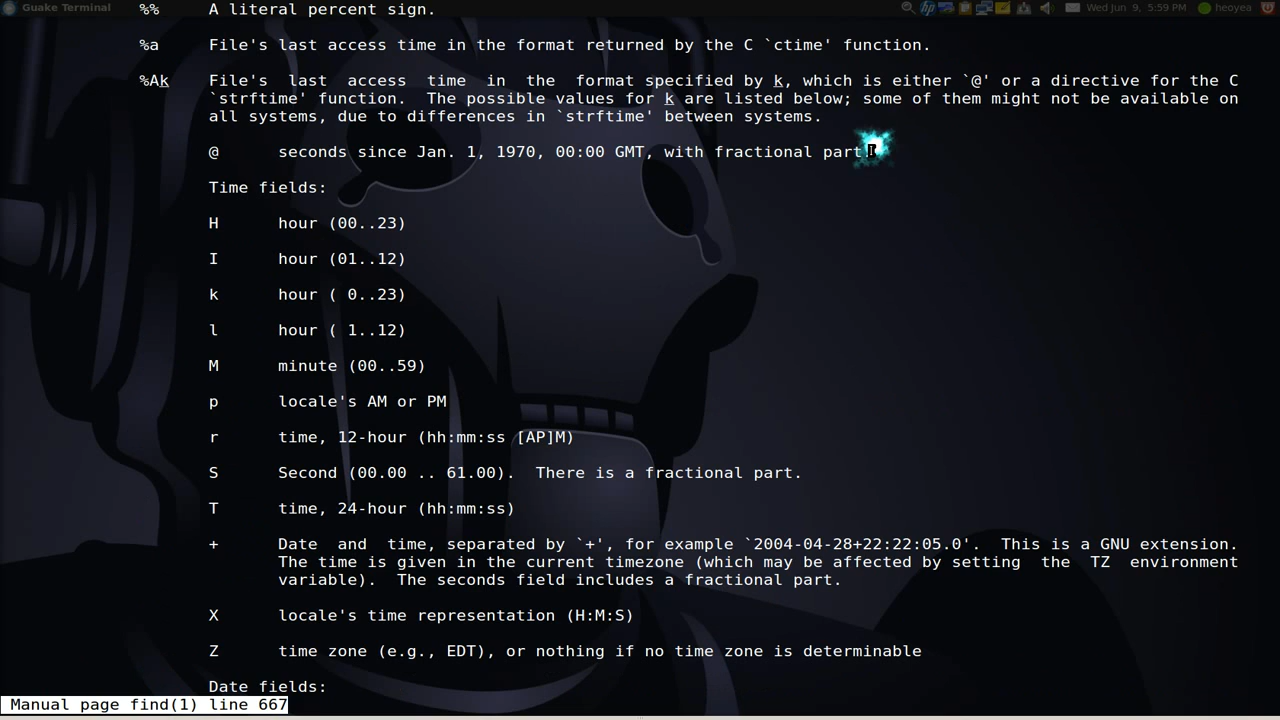 Guake Terminal
Wed Jun 9, 5:59 PM
heoyea
%% A literal percent sign.
%a File's last access time in the format returned by the C `ctime' function.
%Ak File's last access time in the format specified by k, which is either `@' or a directive for the C
`strftime' function. The possible values for k are listed below; some of them might not be available on
all systems, due to differences in `strftime' between systems.
@ seconds since Jan. 1, 1970, 00:00 GMT, with fractional part.
Time fields:
H hour (00..23)
I hour (01..12)
k hour ( 0..23)
l hour ( 1..12)
M minute (00..59)
p locale's AM or PM
r time, 12-hour (hh:mm:ss [AP]M)
S Second (00.00 .. 61.00). There is a fractional part.
T time, 24-hour (hh:mm:ss)
+ Date and time, separated by `+', for example `2004-04-28+22:22:05.0'. This is a GNU extension.
The time is given in the current timezone (which may be affected by setting the TZ environment
variable). The seconds field includes a fractional part.
X locale's time representation (H:M:S)
Z time zone (e.g., EDT), or nothing if no time zone is determinable
Date fields:
Manual page find(1) line 667